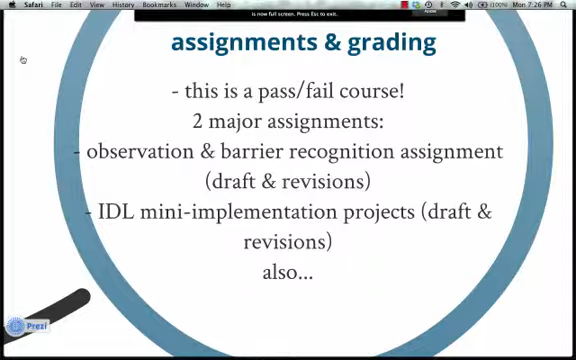 Safari File Edit View History Bookmarks Window Help
(100%) Mon 7:26 PM
is now full screen. Press Esc to exit.
assignments & grading
- this is a pass/fail course!
2 major assignments:
- observation & barrier recognition assignment
(draft & revisions)
- IDL mini-implementation projects (draft &
revisions)
also...
Prezi